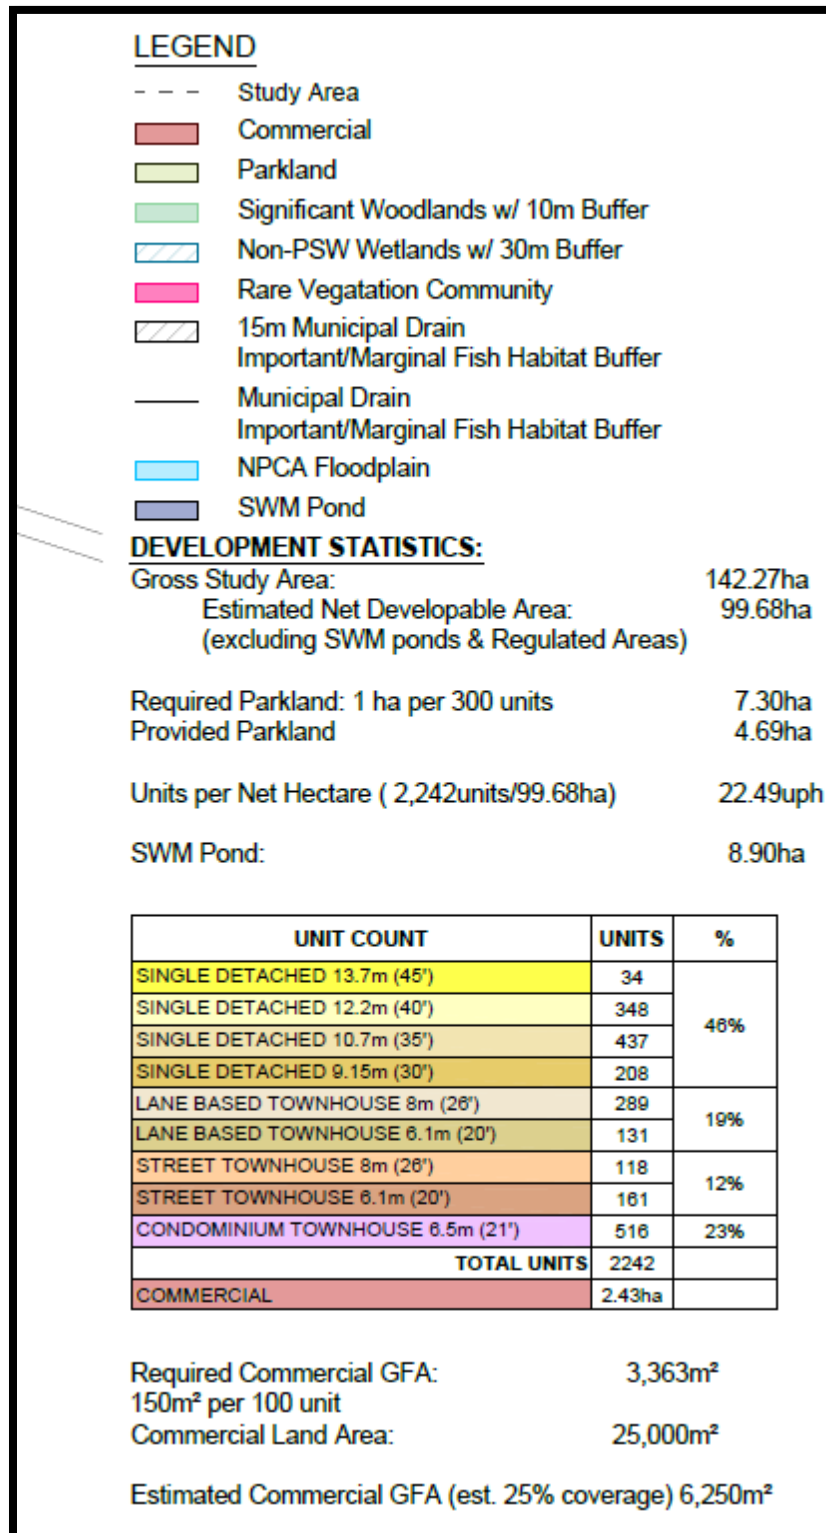 LEGEND
Study Area
Commercial
Parkland
Significant Woodlands w/ 10m Buffer
Non-PSW Wetlands w/ 30m Buffer
Rare Vegatation Community
15m Municipal Drain
Important/Marginal Fish Habitat Buffer
Municipal Drain
Important/Marginal Fish Habitat Buffer
NPCA Floodplain
SWM Pond
DEVELOPMENT STATISTICS:
Gross Study Area: 142.27ha
Estimated Net Developable Area: 99.68ha
(excluding SWM ponds & Regulated Areas)
Required Parkland: 1 ha per 300 units 7.30ha
Provided Parkland 4.69ha
Units per Net Hectare ( 2,242units/99.68ha) 22.49uph
SWM Pond: 8.90ha
UNIT COUNT UNITS %
SINGLE DETACHED 13.7m (45') 34
SINGLE DETACHED 12.2m (40') 348
46%
SINGLE DETACHED 10.7m (35') 437
SINGLE DETACHED 9.15m (30') 208
LANE BASED TOWNHOUSE 8m (26') 289
19%
LANE BASED TOWNHOUSE 6.1m (20') 131
STREET TOWNHOUSE 8m (26') 118
12%
STREET TOWNHOUSE 6.1m (20') 161
CONDOMINIUM TOWNHOUSE 6.5m (21') 516 23%
TOTAL UNITS 2242
COMMERCIAL 2.43ha
Required Commercial GFA: 3,363m²
150m² per 100 unit
Commercial Land Area: 25,000m²
Estimated Commercial GFA (est. 25% coverage) 6,250m²